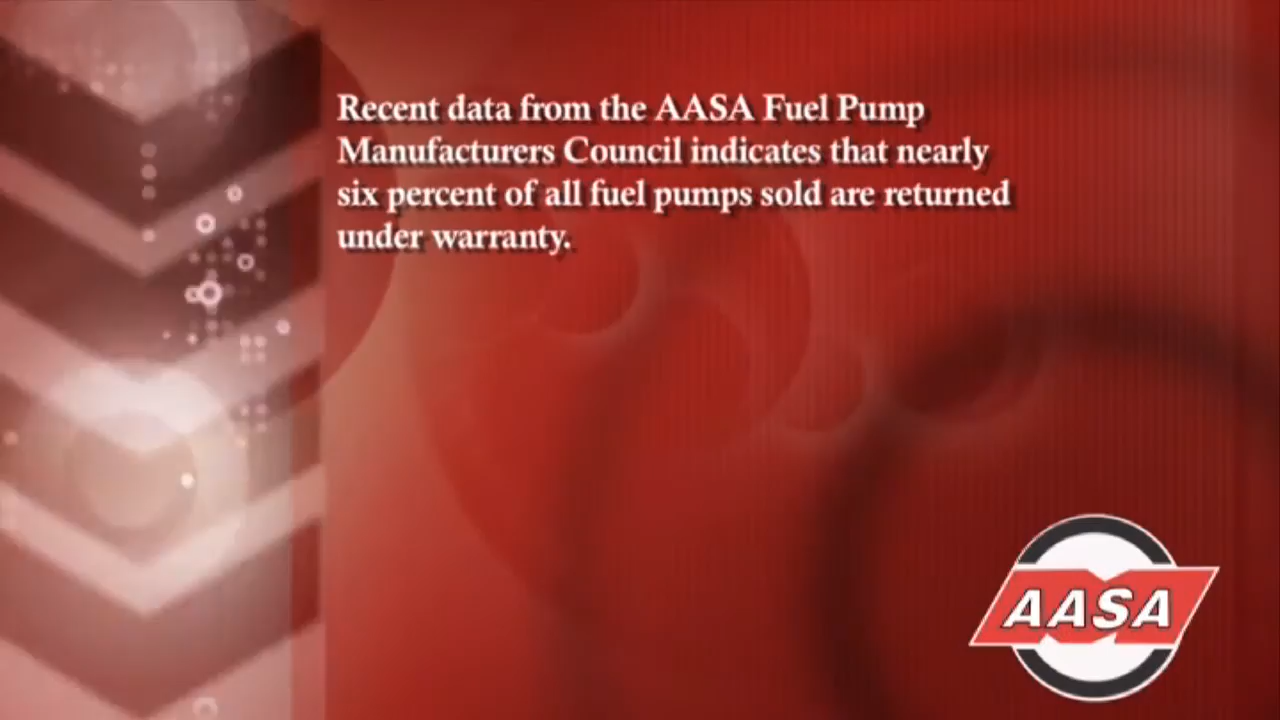 Recent data from the AASA Fuel Pump
Manufacturers Council indicates that nearly
six percent of all fuel pumps sold are returned
under warranty.
AASA